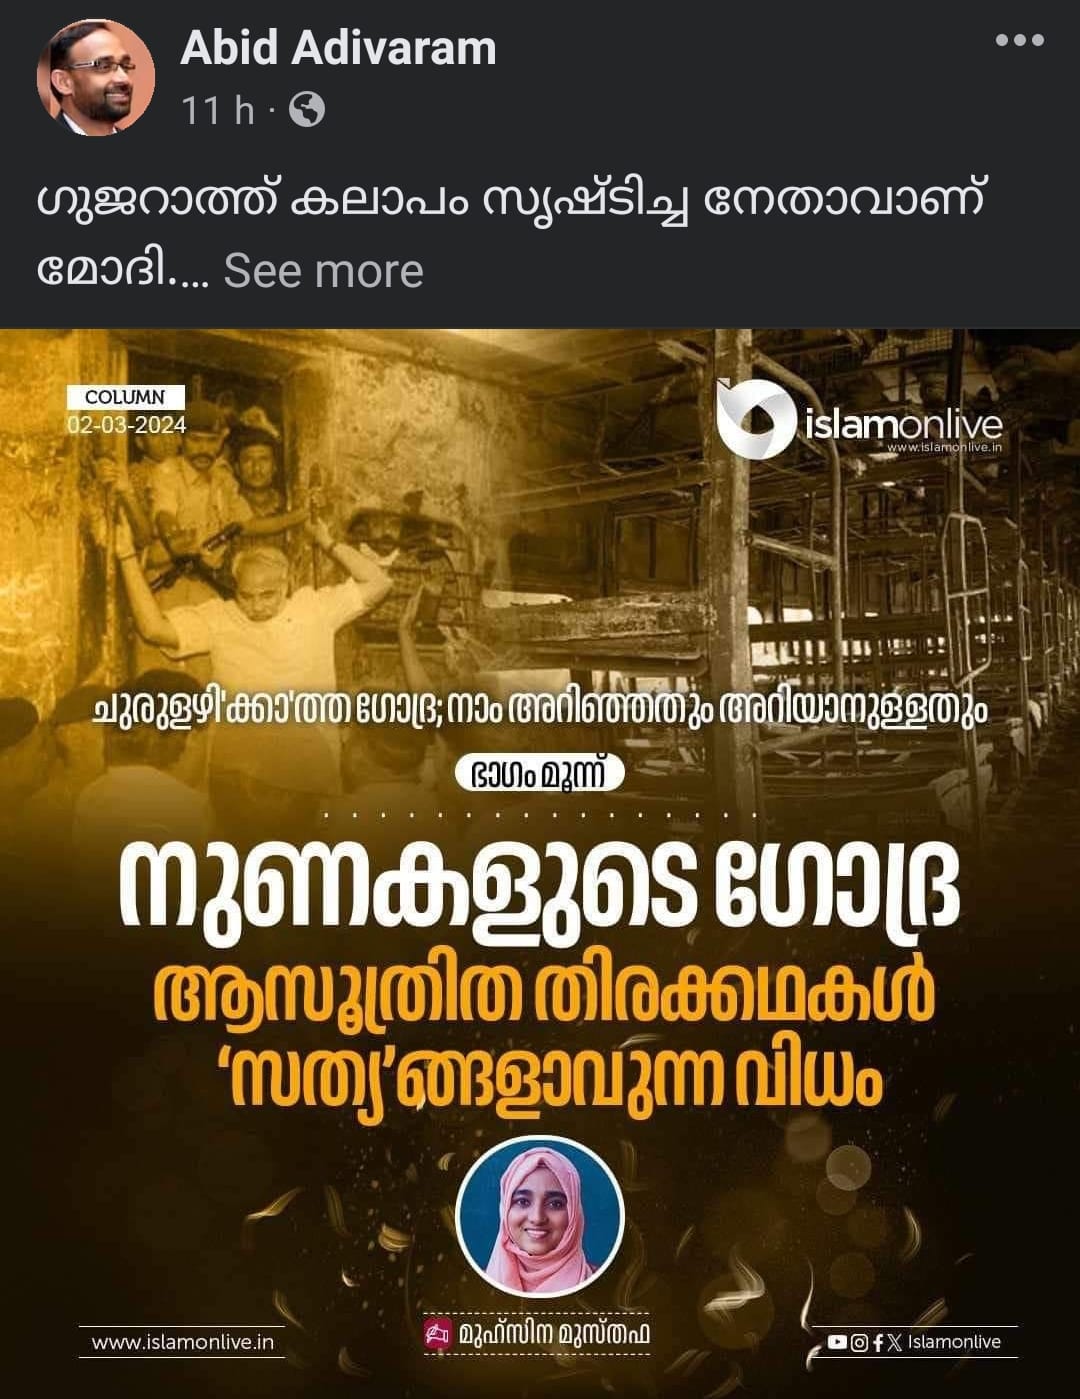 Abid Adivaram
11 h ·
ഗുജറാത്ത് കലാപം സൃഷ്ടിച്ച നേതാവാണ്
മോദി.... See more
COLUMN
02-03-2024
islamonlive
www.islamonlive.in
ചുരുളഴി'ക്കാ'ത്ത ഗോദ്ര; നാം അറിഞ്ഞതും അറിയാനുള്ളതും
ഭാഗം മൂന്ന്
നുണകളുടെ ഗോദ്ര
ആസൂത്രിത തിരക്കഥകൾ
‘സത്യ’ങ്ങളാവുന്ന വിധം
www.islamonlive.in
മുഹ്സിന മുസ്തഫ
Islamonlive